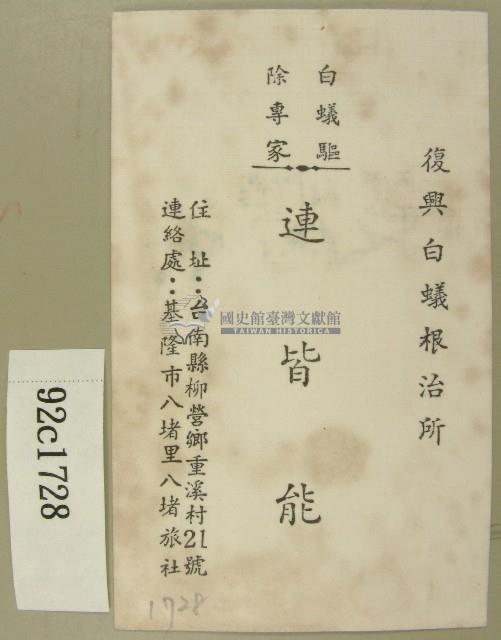 復興白蟻根治所
白蟻驅
除專家
連皆能
住址：台南縣柳營鄉重溪村21號
連絡處：基隆市八堵里八堵旅社
國史館臺灣文獻館
TAIWAN HISTORICA
92c1728
1728